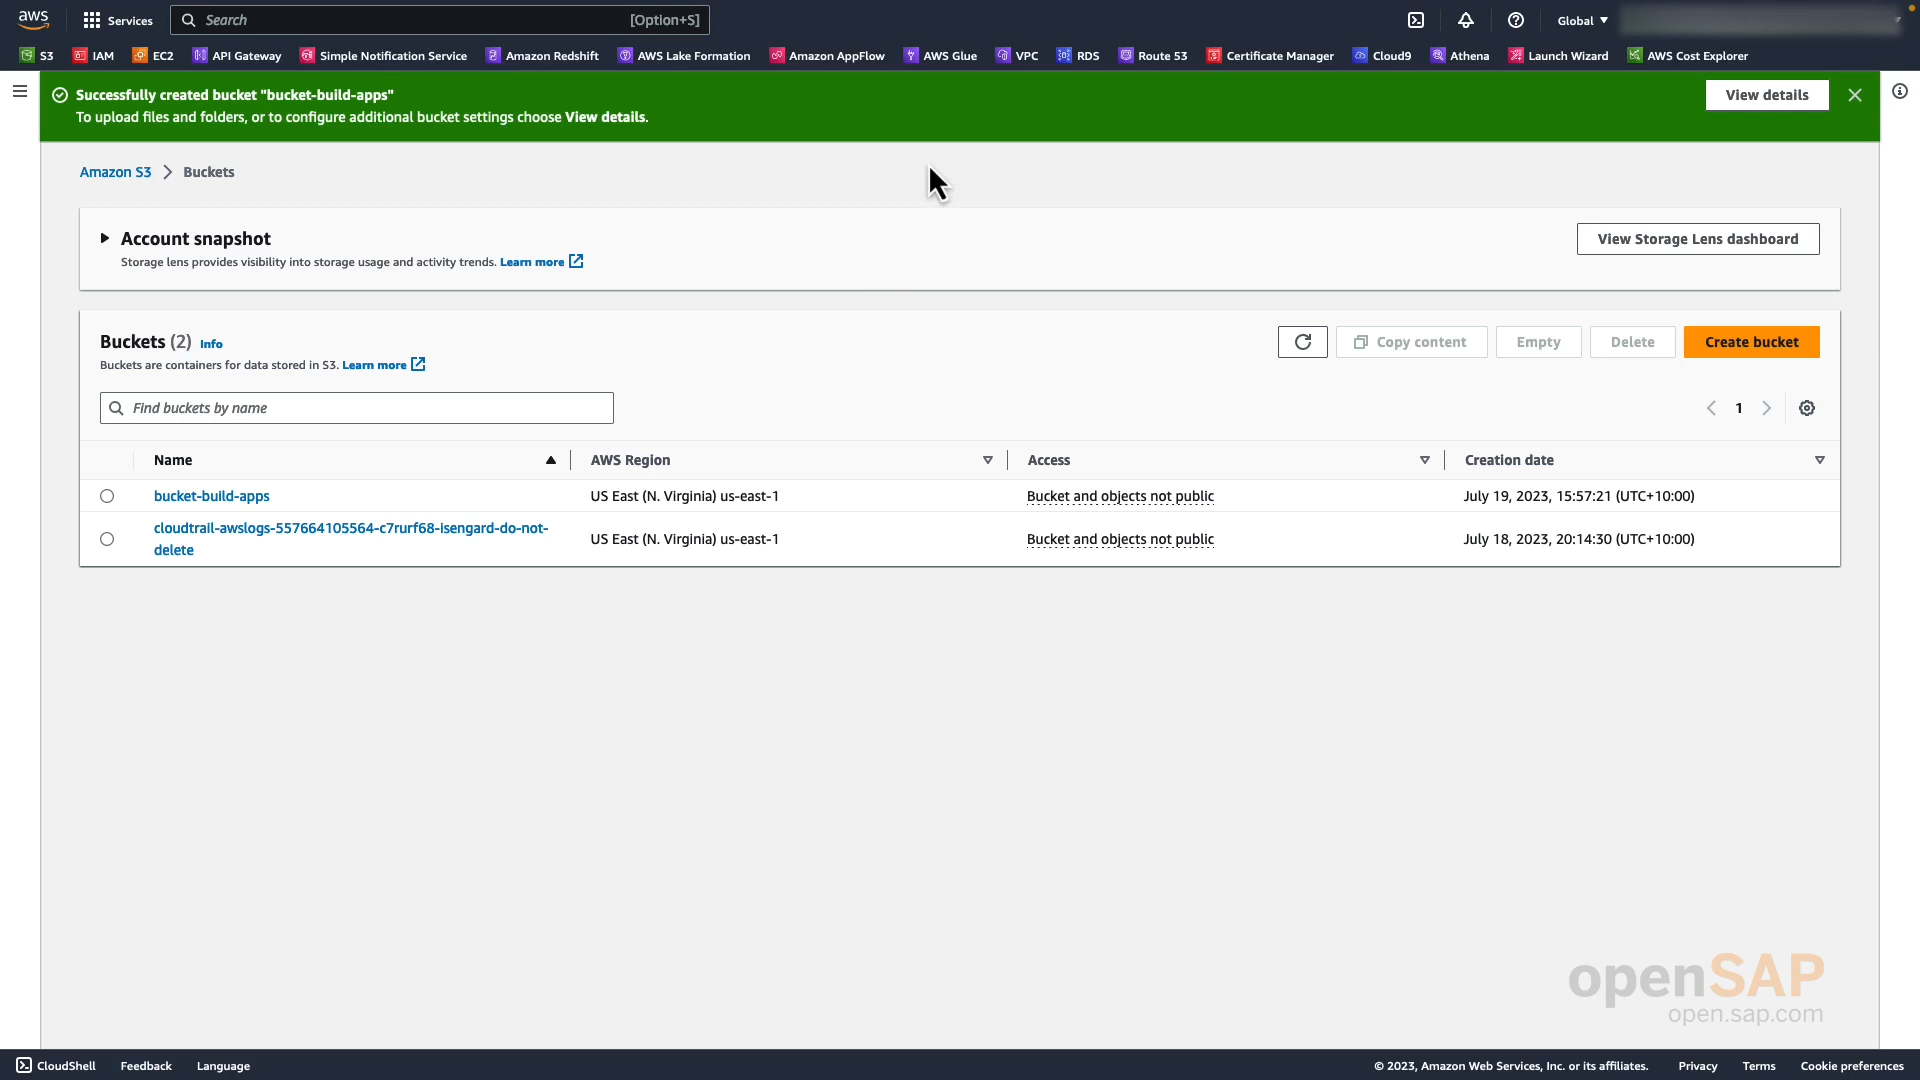 aws Services Search [Option+S] Global
S3 IAM EC2 API Gateway Simple Notification Service Amazon Redshift AWS Lake Formation Amazon AppFlow AWS Glue VPC RDS Route 53 Certificate Manager Cloud9 Athena Launch Wizard AWS Cost Explorer
Successfully created bucket "bucket-build-apps"
To upload files and folders, or to configure additional bucket settings choose View details.
View details
Amazon S3 Buckets
Account snapshot
Storage lens provides visibility into storage usage and activity trends. Learn more
View Storage Lens dashboard
Buckets (2) Info
Buckets are containers for data stored in S3. Learn more
Copy content Empty Delete Create bucket
Find buckets by name
1
Name AWS Region Access Creation date
bucket-build-apps US East (N. Virginia) us-east-1 Bucket and objects not public July 19, 2023, 15:57:21 (UTC+10:00)
cloudtrail-awslogs-557664105564-c7rurf68-isengard-do-not-
delete
US East (N. Virginia) us-east-1 Bucket and objects not public July 18, 2023, 20:14:30 (UTC+10:00)
openSAP
open.sap.com
CloudShell Feedback Language © 2023, Amazon Web Services, Inc. or its affiliates. Privacy Terms Cookie preferences